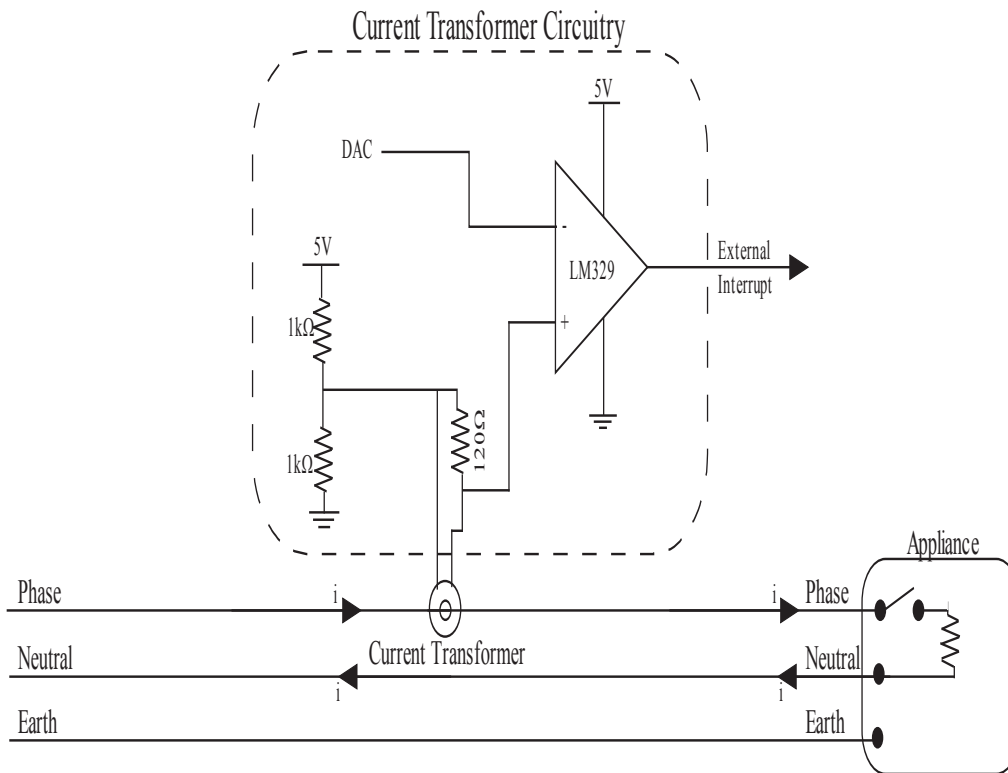 Current Transformer Circuitry
5V
DAC
5V
-
LM329
External
Interrupt
1kΩ
+
120Ω
1kΩ
Appliance
Phase
i
i
Phase
Neutral
Current Transformer
Neutral
i
i
Earth
Earth